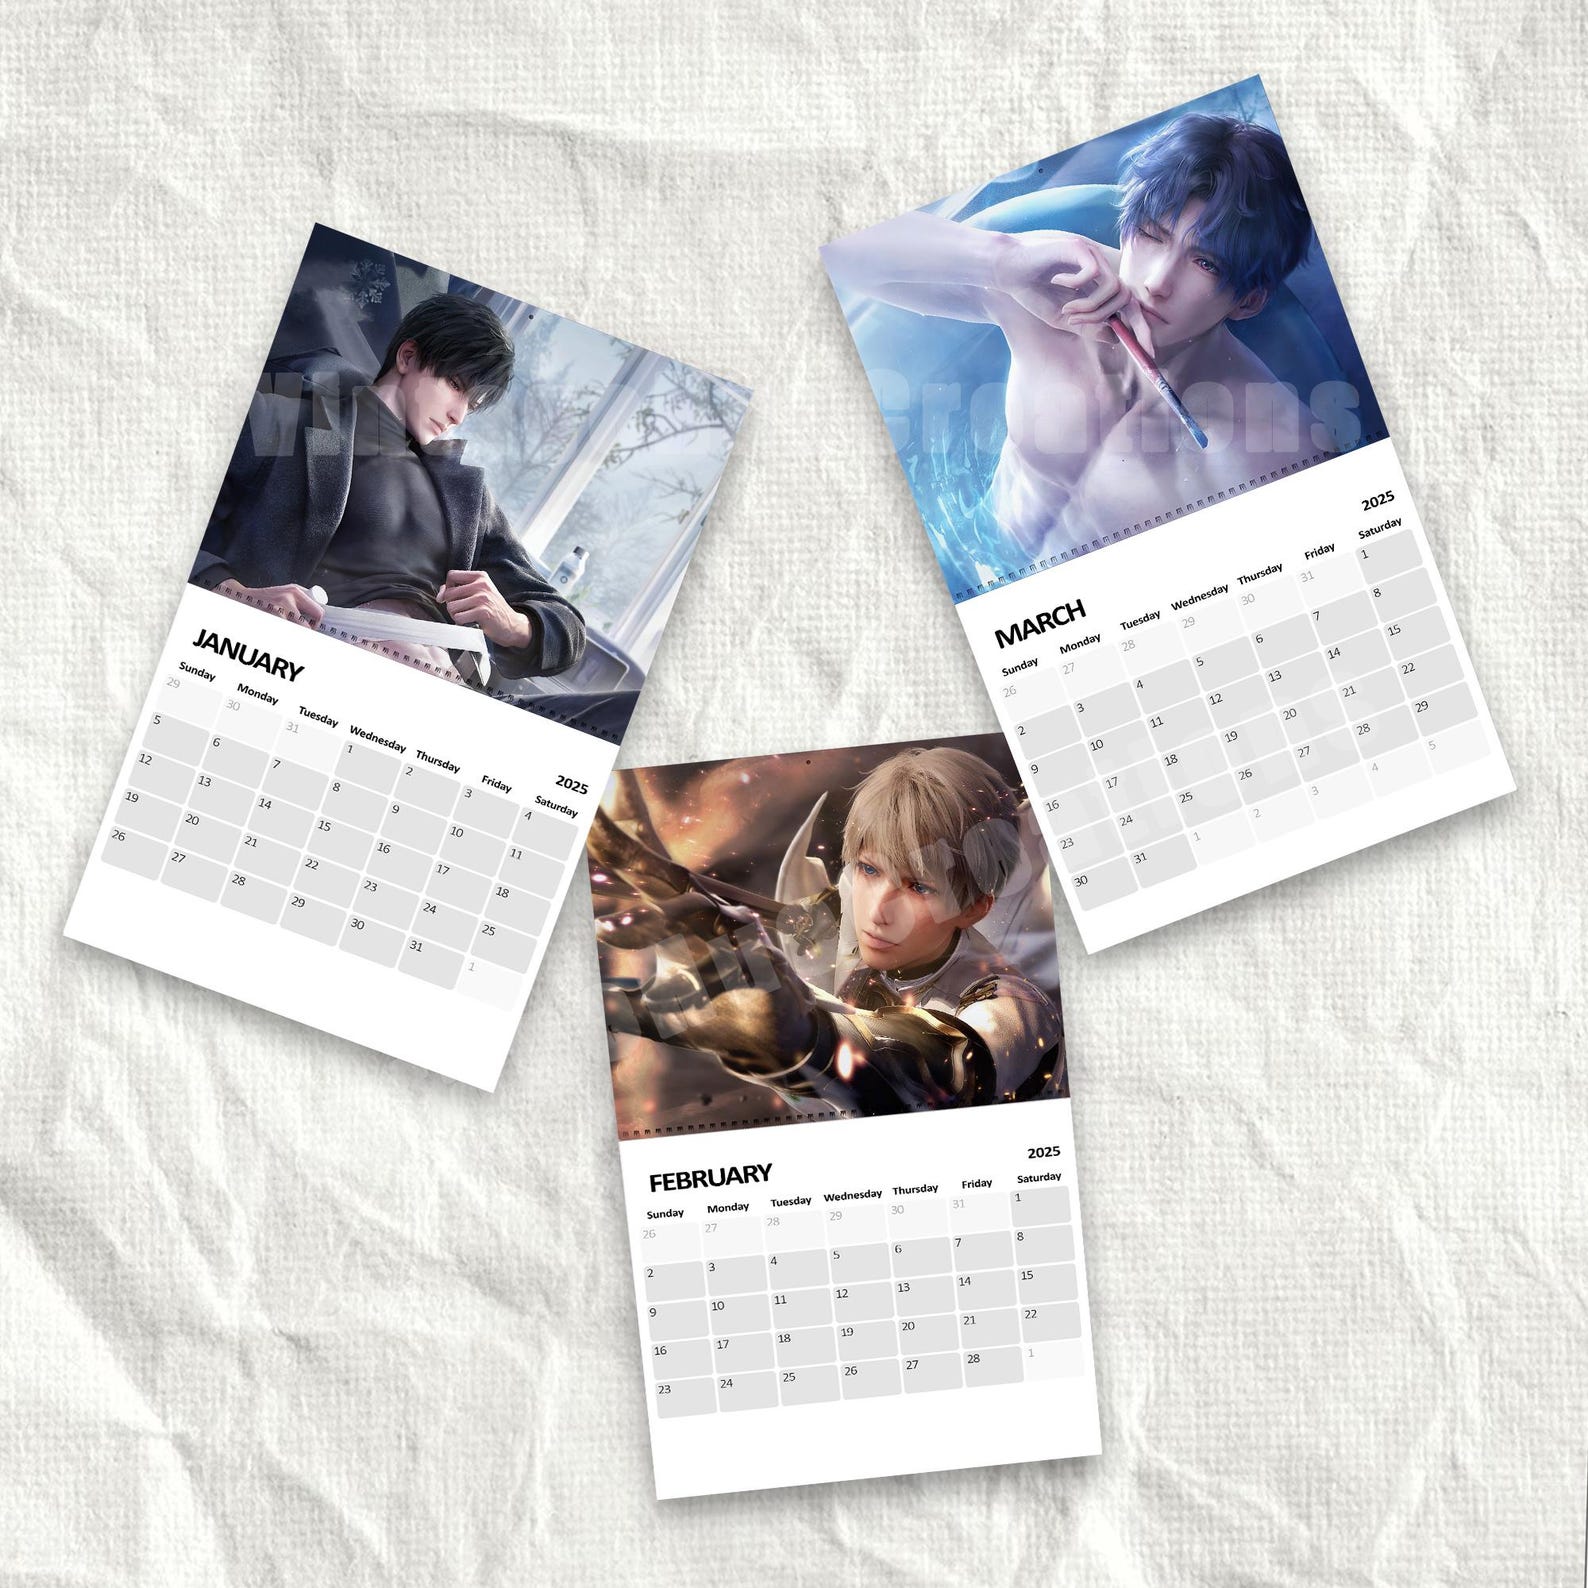 JANUARY
2025
Sunday Monday Tuesday Wednesday Thursday Friday Saturday
29 30 31 1 2 3 4
5 6 7 8 9 10 11
12 13 14 15 16 17 18
19 20 21 22 23 24 25
26 27 28 29 30 31 1
MARCH
2025
Sunday Monday Tuesday Wednesday Thursday Friday Saturday
26 27 28 29 30 31 1
2 3 4 5 6 7 8
9 10 11 12 13 14 15
16 17 18 19 20 21 22
23 24 25 26 27 28 29
30 31 1 2 3 4 5
FEBRUARY
2025
Sunday Monday Tuesday Wednesday Thursday Friday Saturday
26 27 28 29 30 31 1
2 3 4 5 6 7 8
9 10 11 12 13 14 15
16 17 18 19 20 21 22
23 24 25 26 27 28 1
Creations